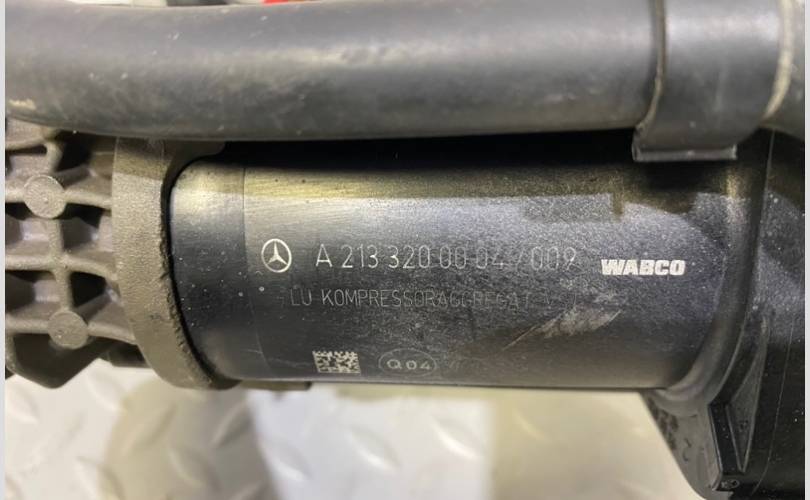 A 213 320 00 04 /009 WABCO
LU KOMPRESSORAGGREGAT
Q04